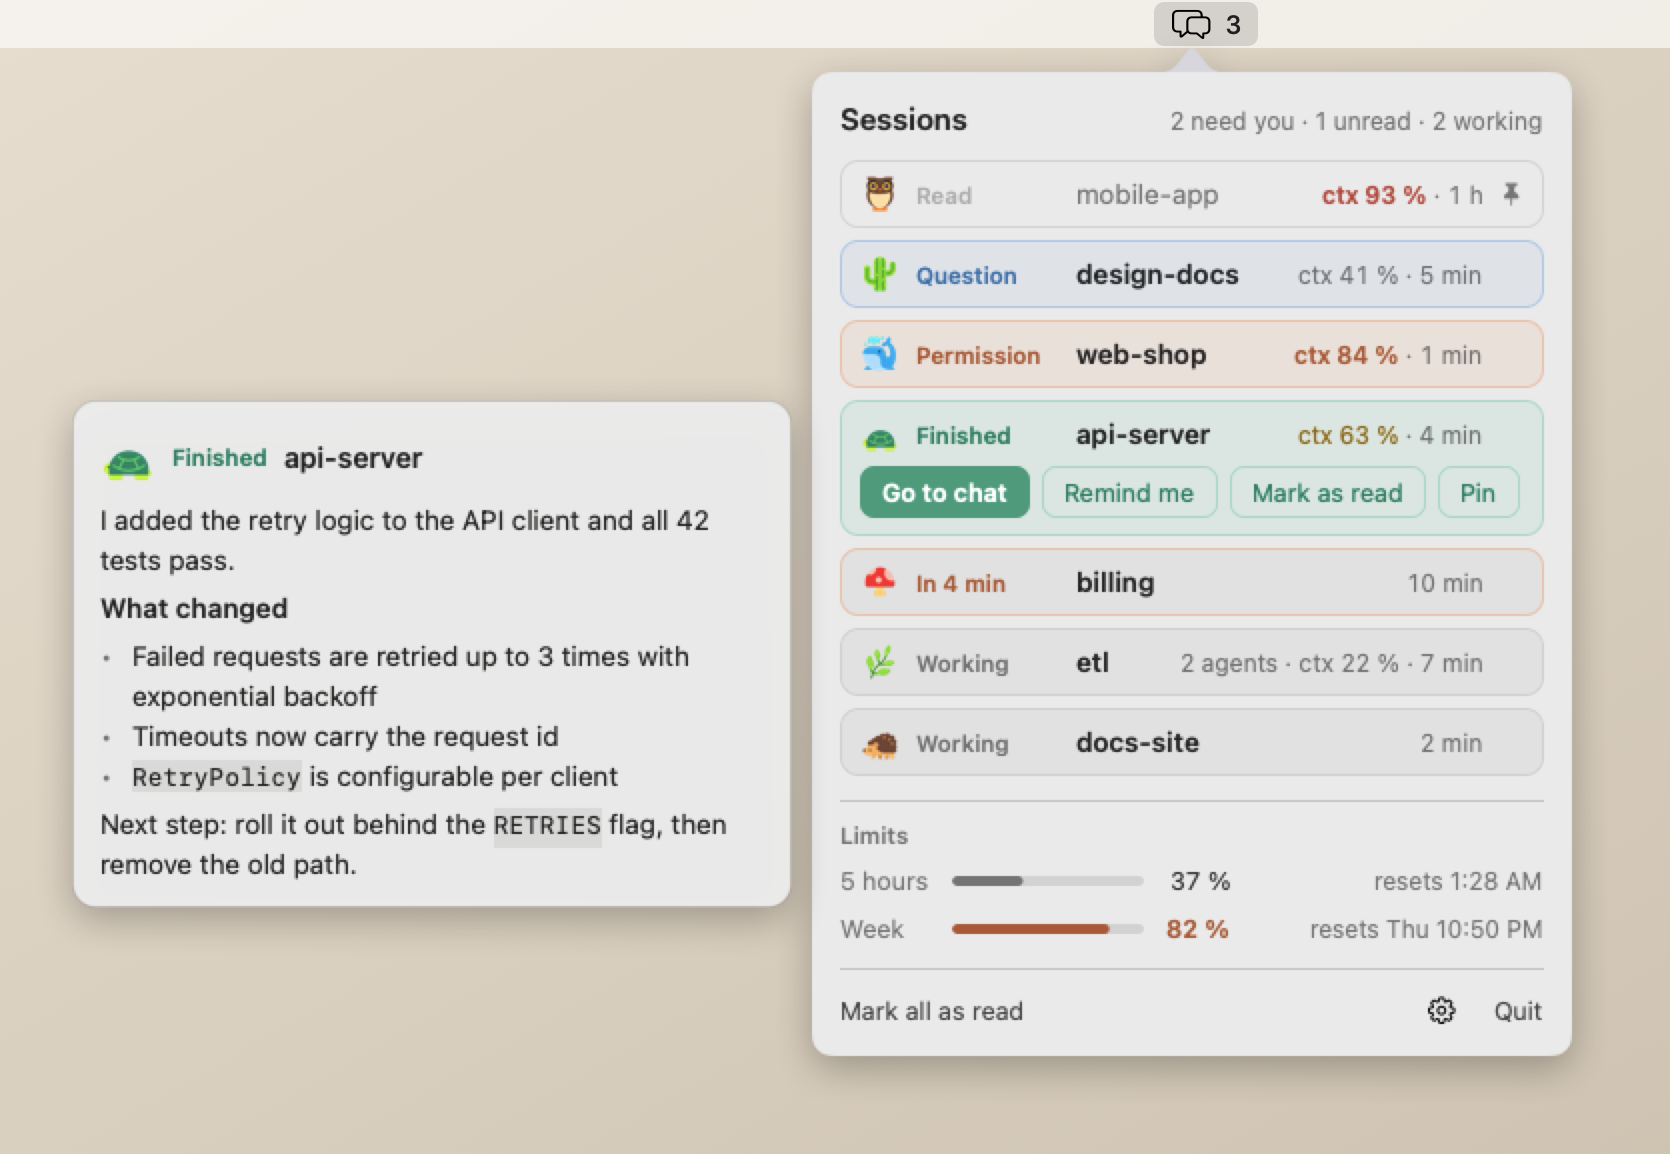 3
Sessions 2 need you · 1 unread · 2 working
Read mobile-app ctx 93 % · 1 h
Question design-docs ctx 41 % · 5 min
Permission web-shop ctx 84 % · 1 min
Finished api-server ctx 63 % · 4 min
Go to chat Remind me Mark as read Pin
In 4 min billing 10 min
Working etl 2 agents · ctx 22 % · 7 min
Working docs-site 2 min
Limits
5 hours 37 % resets 1:28 AM
Week 82 % resets Thu 10:50 PM
Mark all as read Quit
Finished api-server
I added the retry logic to the API client and all 42
tests pass.
What changed
• Failed requests are retried up to 3 times with
exponential backoff
• Timeouts now carry the request id
• RetryPolicy is configurable per client
Next step: roll it out behind the RETRIES flag, then
remove the old path.